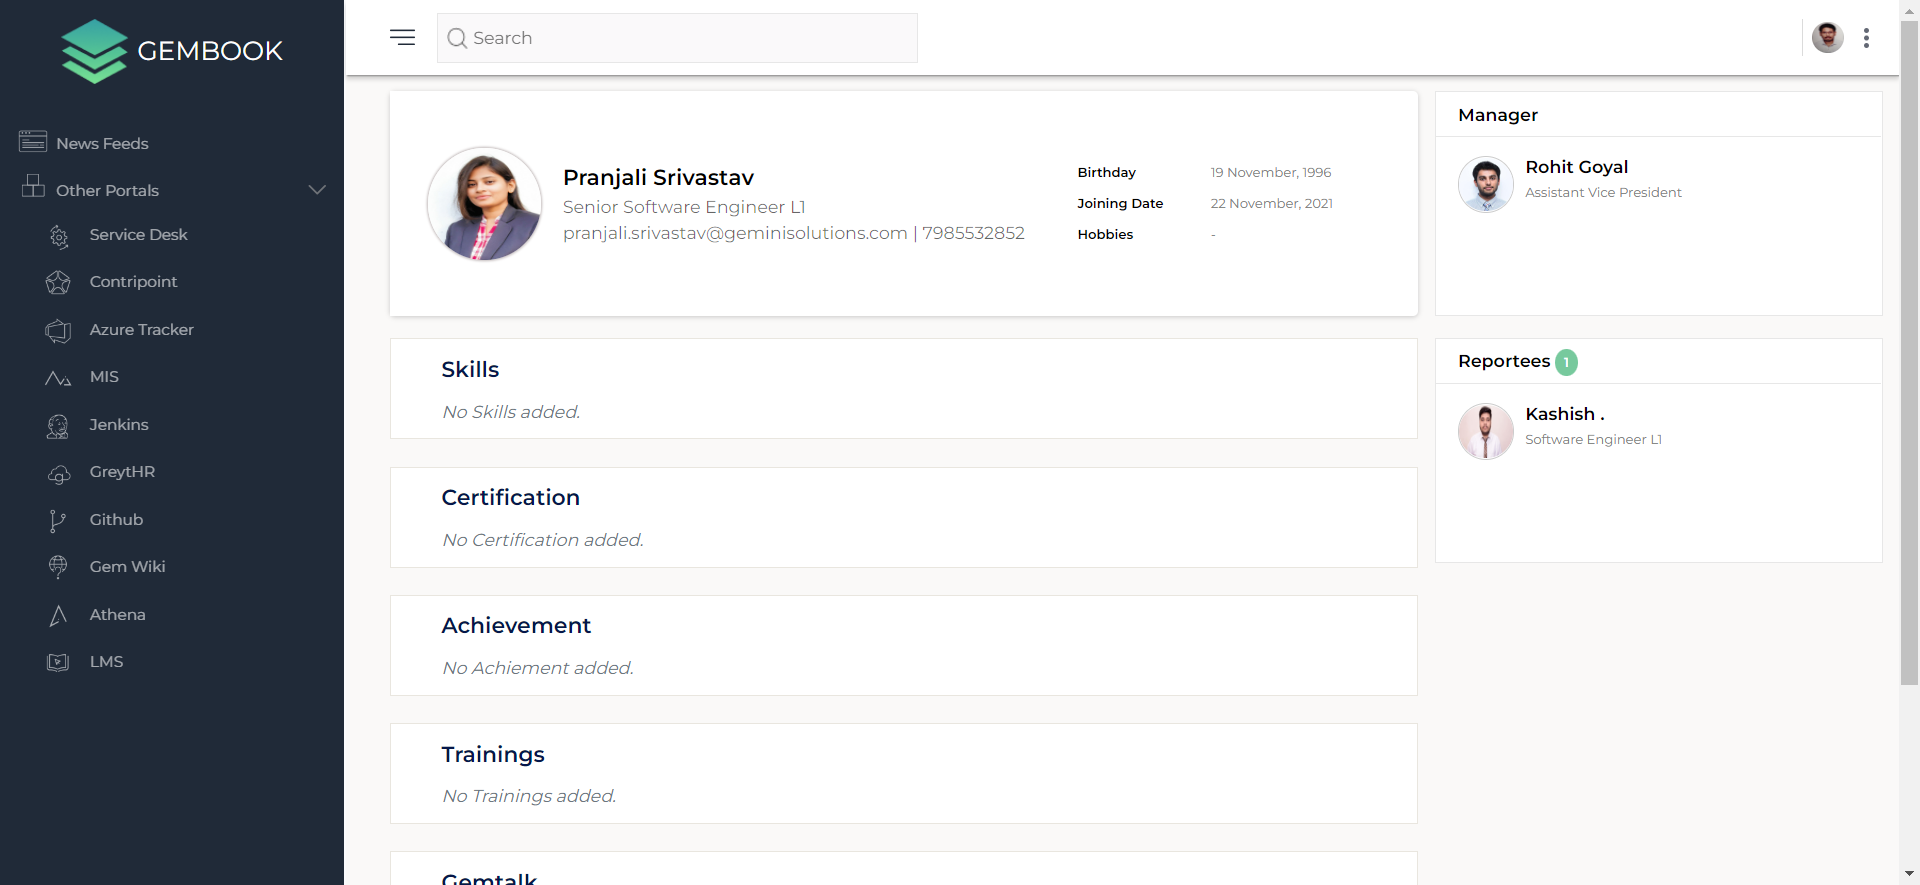 GEMBOOK
News Feeds
Other Portals
Service Desk
Contripoint
Azure Tracker
MIS
Jenkins
GreytHR
Github
Gem Wiki
Athena
LMS
Search
Pranjali Srivastav
Senior Software Engineer L1
pranjali.srivastav@geminisolutions.com | 7985532852
Birthday 19 November, 1996
Joining Date 22 November, 2021
Hobbies -
Skills
No Skills added.
Certification
No Certification added.
Achievement
No Achiement added.
Trainings
No Trainings added.
Gemtalk
Manager
Rohit Goyal
Assistant Vice President
Reportees 1
Kashish .
Software Engineer L1